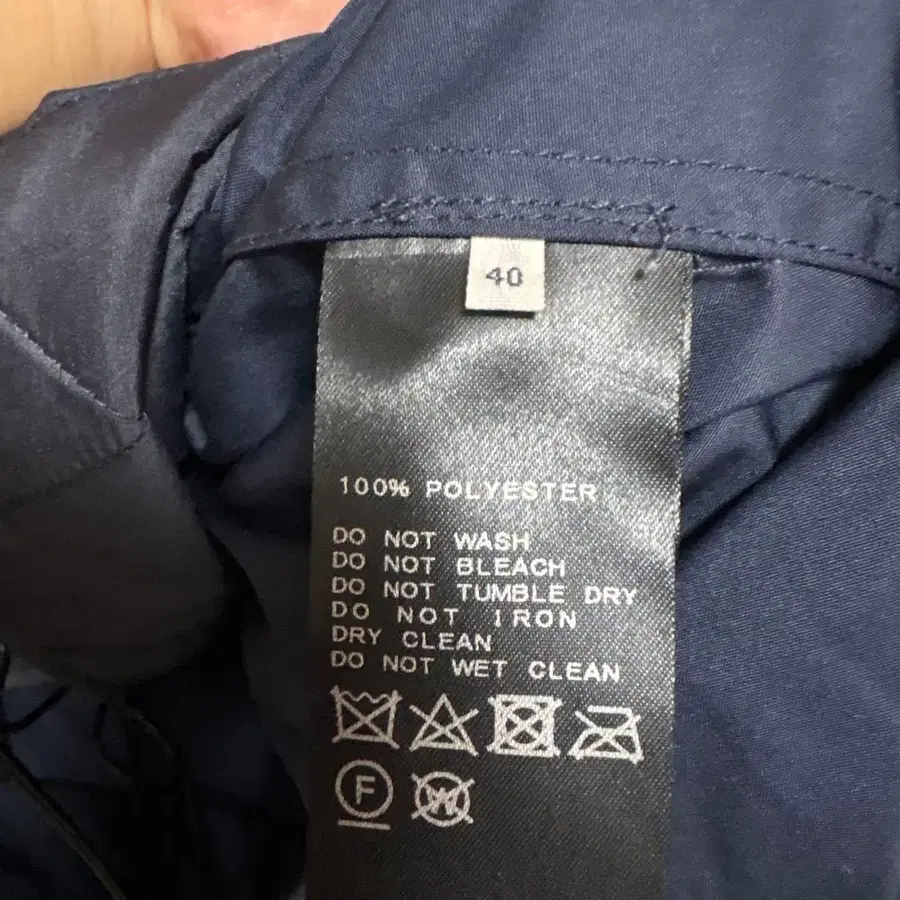 40
100% POLYESTER
DO NOT WASH
DO NOT BLEACH
DO NOT TUMBLE DRY
DO NOT IRON
DRY CLEAN
DO NOT WET CLEAN
F W